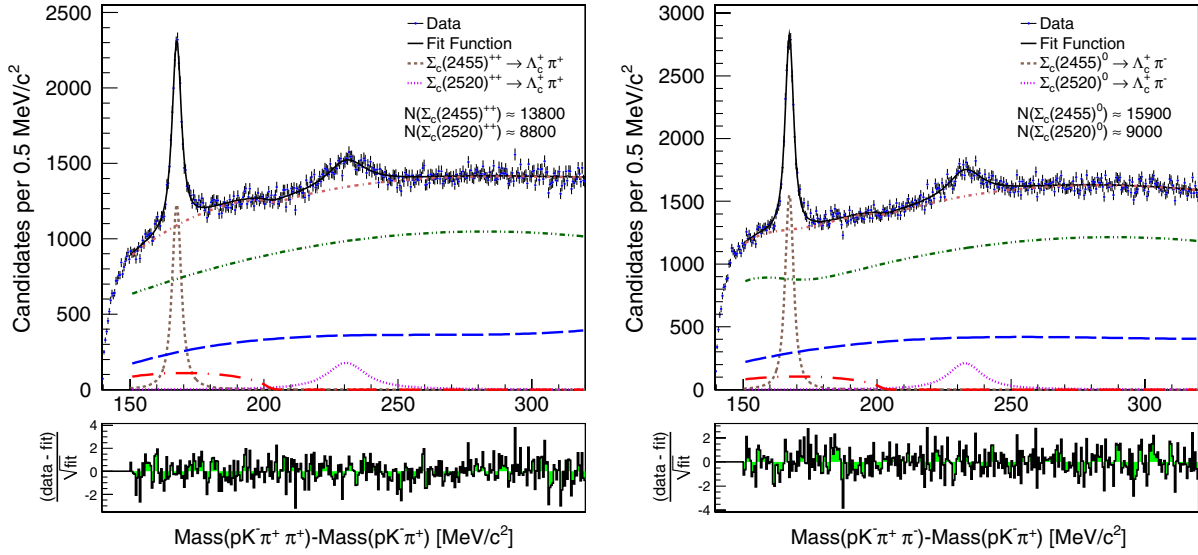 Candidates per 0.5 MeV/c²
2500
2000
1500
1000
500
0
Data
Fit Function
Σc(2455)⁺⁺ → Λc⁺ π⁺
Σc(2520)⁺⁺ → Λc⁺ π⁺
N(Σc(2455)⁺⁺) ≈ 13800
N(Σc(2520)⁺⁺) ≈ 8800
150 200 250 300
(data - fit)
√fit
4
2
0
-2
Mass(pK⁻π⁺ π⁺)-Mass(pK⁻π⁺) [MeV/c²]
Candidates per 0.5 MeV/c²
3000
2500
2000
1500
1000
500
0
Data
Fit Function
Σc(2455)⁰ → Λc⁺ π⁻
Σc(2520)⁰ → Λc⁺ π⁻
N(Σc(2455)⁰) ≈ 15900
N(Σc(2520)⁰) ≈ 9000
150 200 250 300
(data - fit)
√fit
2
0
-2
-4
Mass(pK⁻π⁺ π⁻)-Mass(pK⁻π⁺) [MeV/c²]